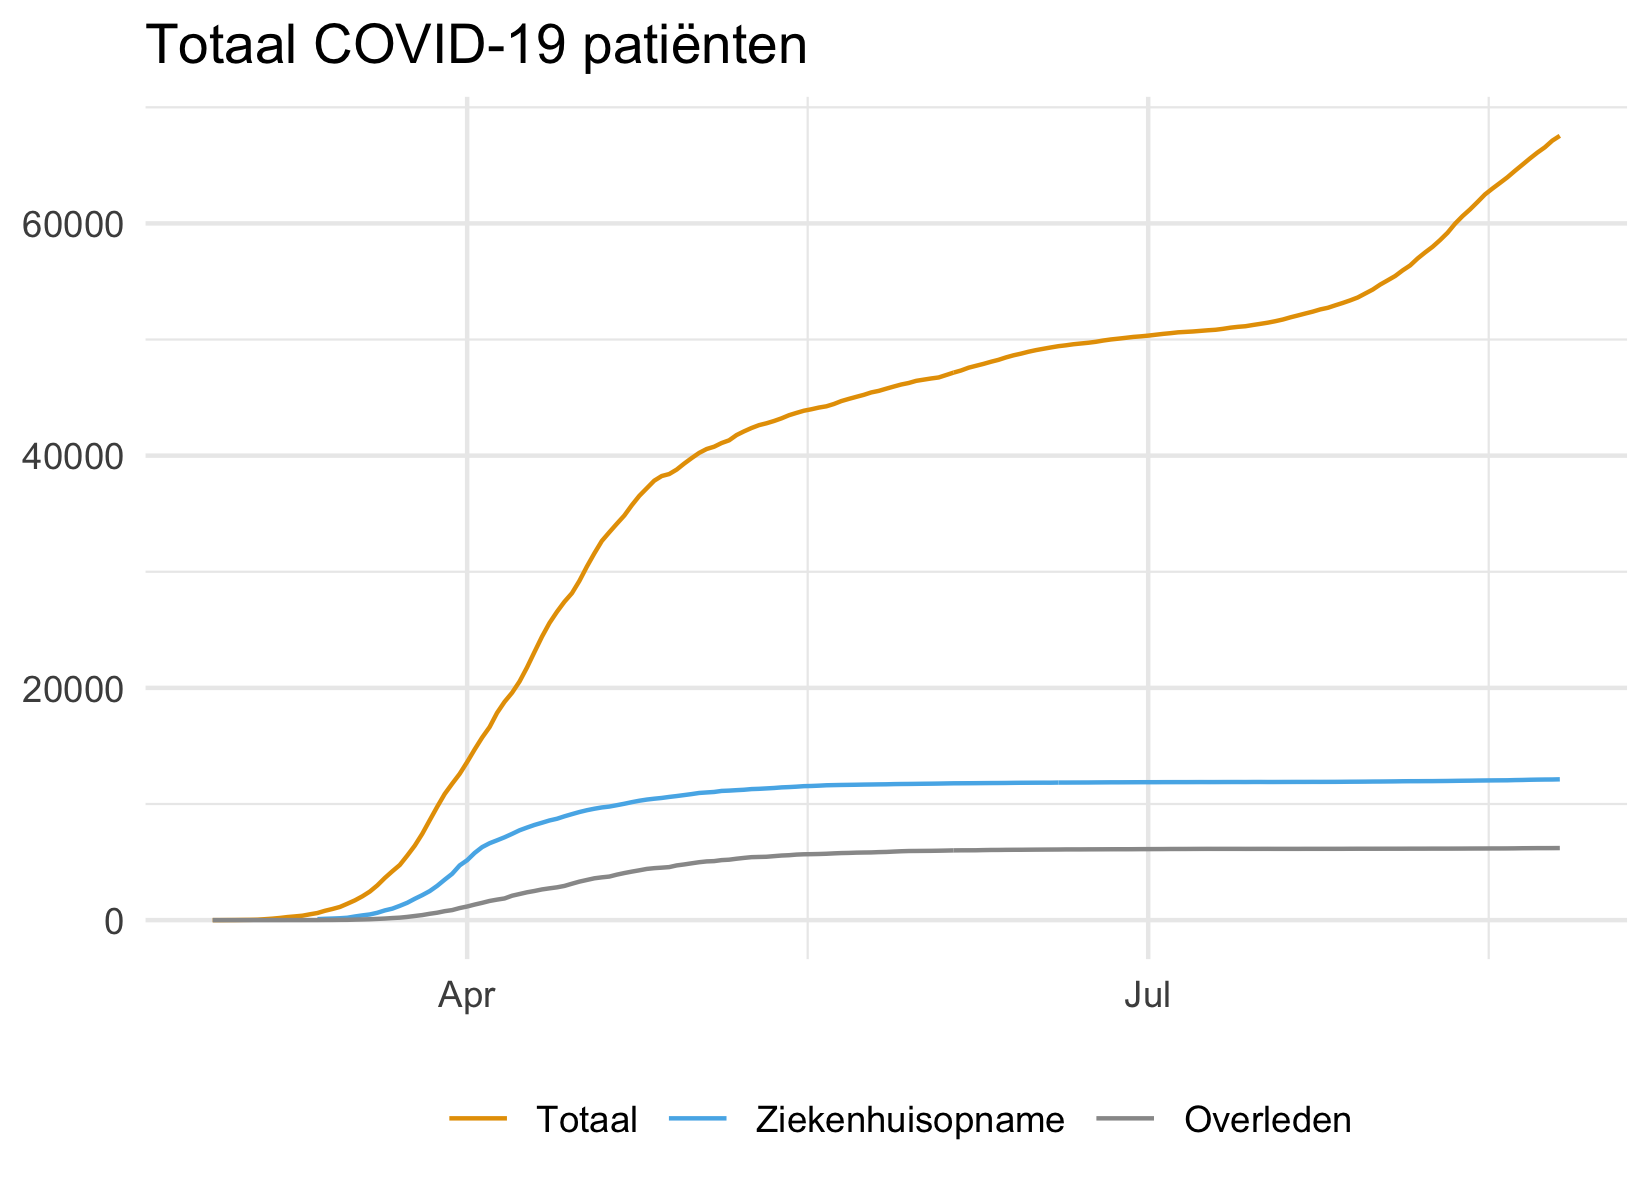 Totaal COVID-19 patiënten
60000
40000
20000
0
Apr Jul
Totaal Ziekenhuisopname Overleden